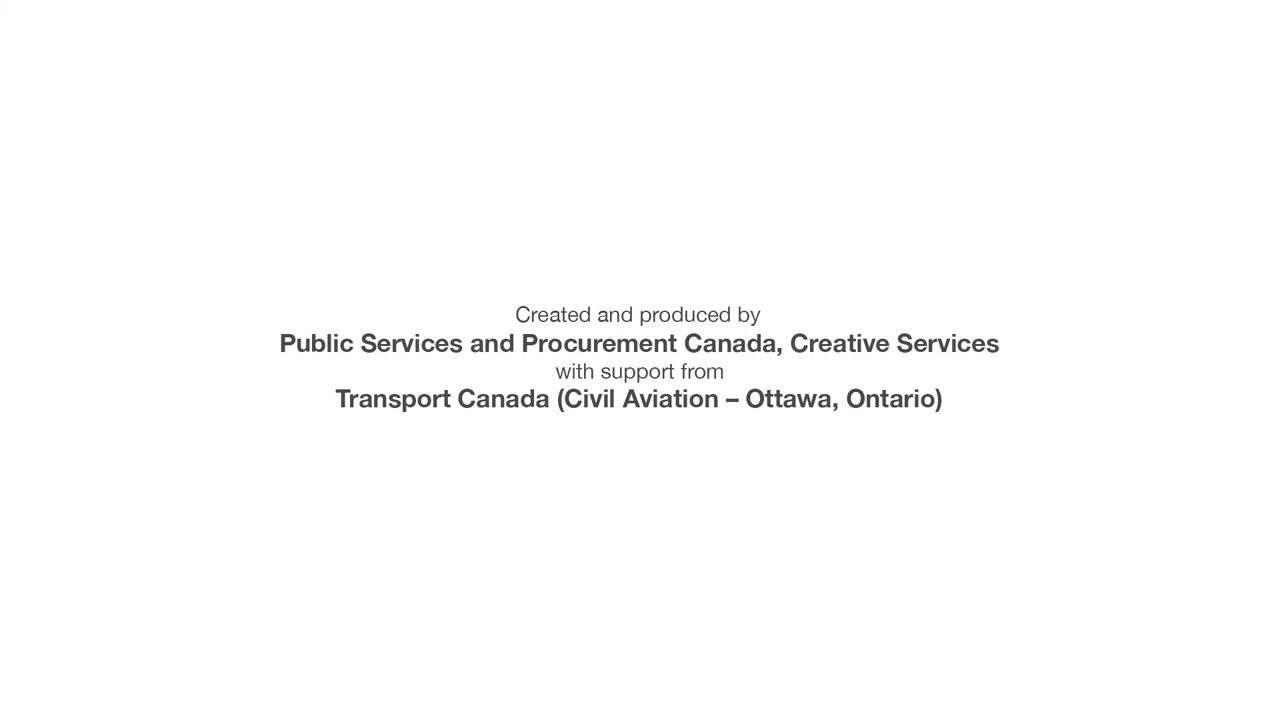 Created and produced by
Public Services and Procurement Canada, Creative Services
with support from
Transport Canada (Civil Aviation – Ottawa, Ontario)